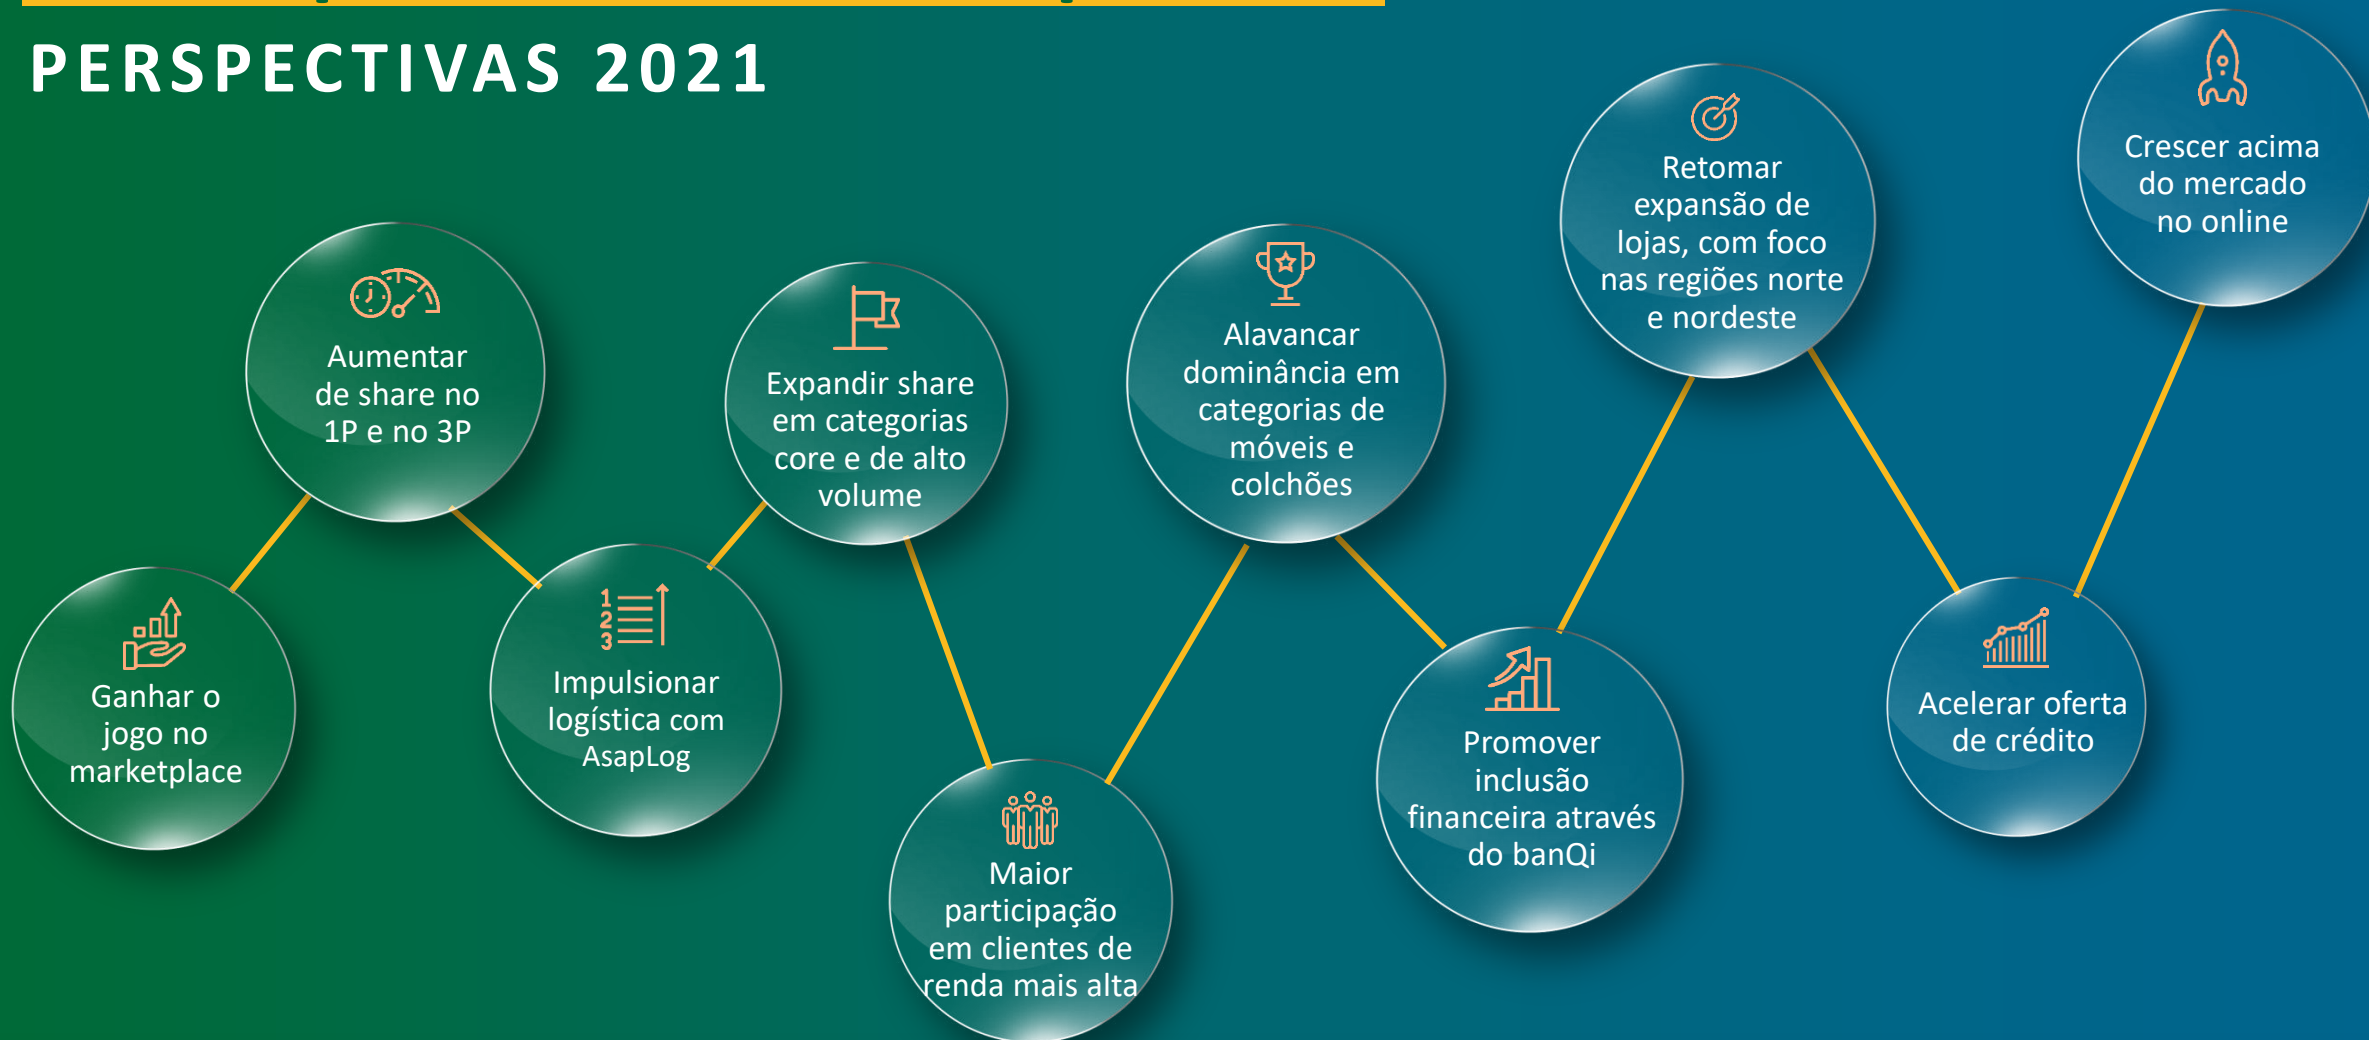 PERSPECTIVAS 2021
Ganhar o
jogo no
marketplace
Aumentar
de share no
1P e no 3P
1
2
3
Impulsionar
logística com
AsapLog
Expandir share
em categorias
core e de alto
volume
Maior
participação
em clientes de
renda mais alta
Alavancar
dominância em
categorias de
móveis e
colchões
Promover
inclusão
financeira através
do banQi
Retomar
expansão de
lojas, com foco
nas regiões norte
e nordeste
Acelerar oferta
de crédito
Crescer acima
do mercado
no online